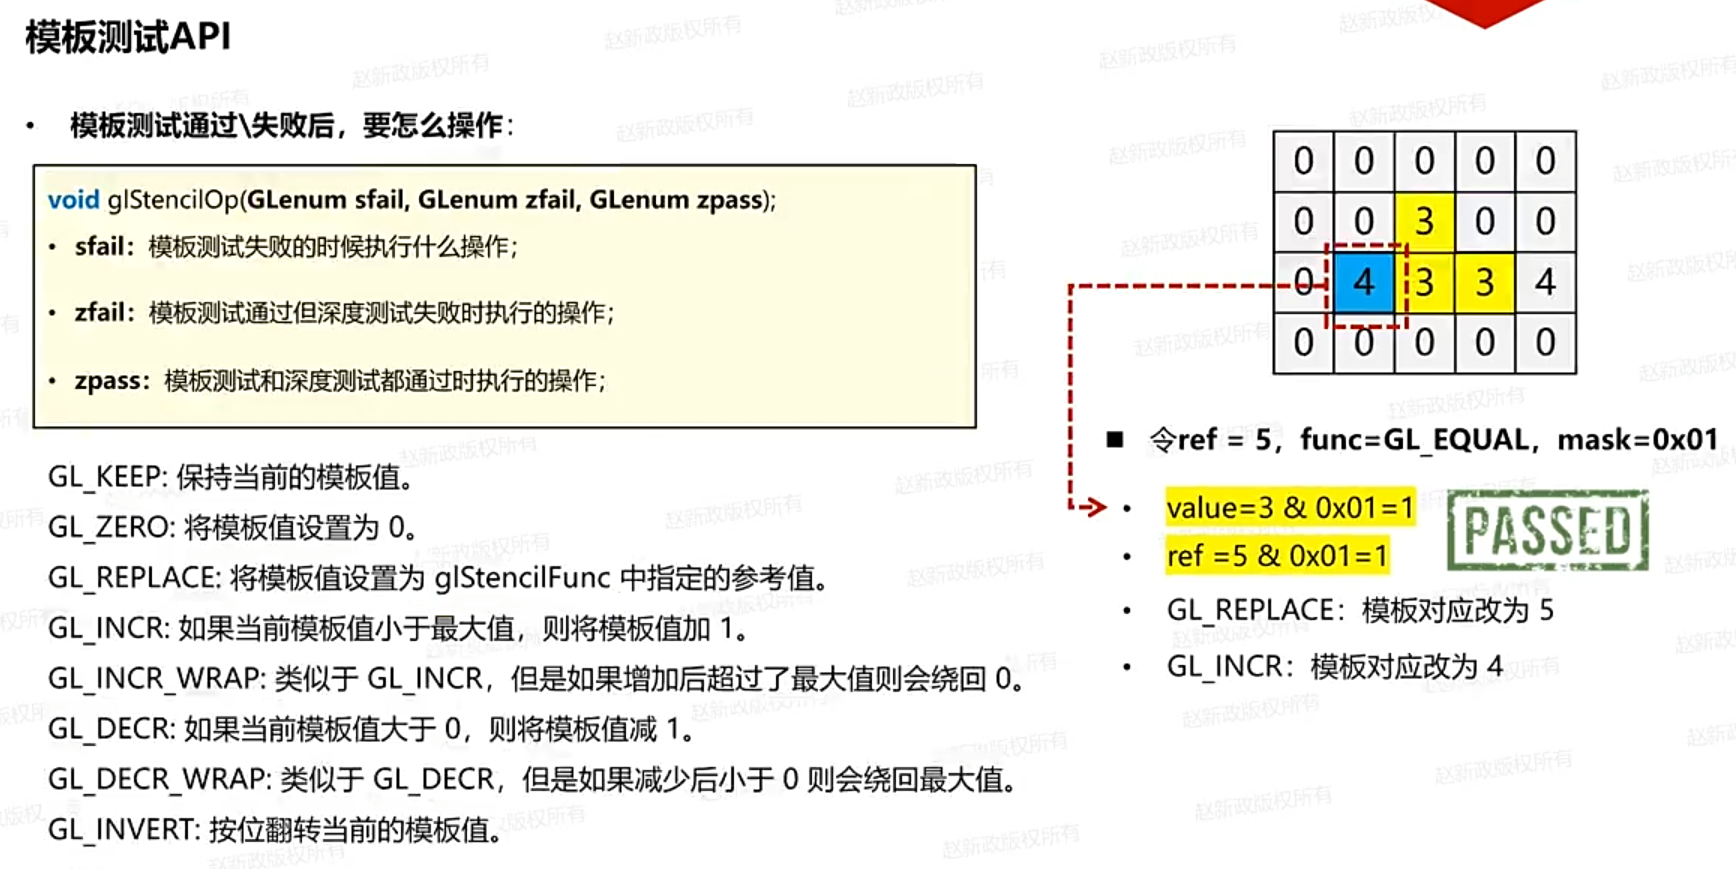 模板测试API
• 模板测试通过\失败后，要怎么操作：
void glStencilOp(GLenum sfail, GLenum zfail, GLenum zpass);
• sfail：模板测试失败的时候执行什么操作；
• zfail：模板测试通过但深度测试失败时执行的操作；
• zpass：模板测试和深度测试都通过时执行的操作；
GL_KEEP: 保持当前的模板值。
GL_ZERO: 将模板值设置为 0。
GL_REPLACE: 将模板值设置为 glStencilFunc 中指定的参考值。
GL_INCR: 如果当前模板值小于最大值，则将模板值加 1。
GL_INCR_WRAP: 类似于 GL_INCR，但是如果增加后超过了最大值则会绕回 0。
GL_DECR: 如果当前模板值大于 0，则将模板值减 1。
GL_DECR_WRAP: 类似于 GL_DECR，但是如果减少后小于 0 则会绕回最大值。
GL_INVERT: 按位翻转当前的模板值。
0 0 0 0 0
0 0 3 0 0
0 4 3 3 4
0 0 0 0 0
■ 令ref = 5，func=GL_EQUAL，mask=0x01
• value=3 & 0x01=1
• ref =5 & 0x01=1
PASSED
• GL_REPLACE：模板对应改为 5
• GL_INCR：模板对应改为 4
赵新政版权所有